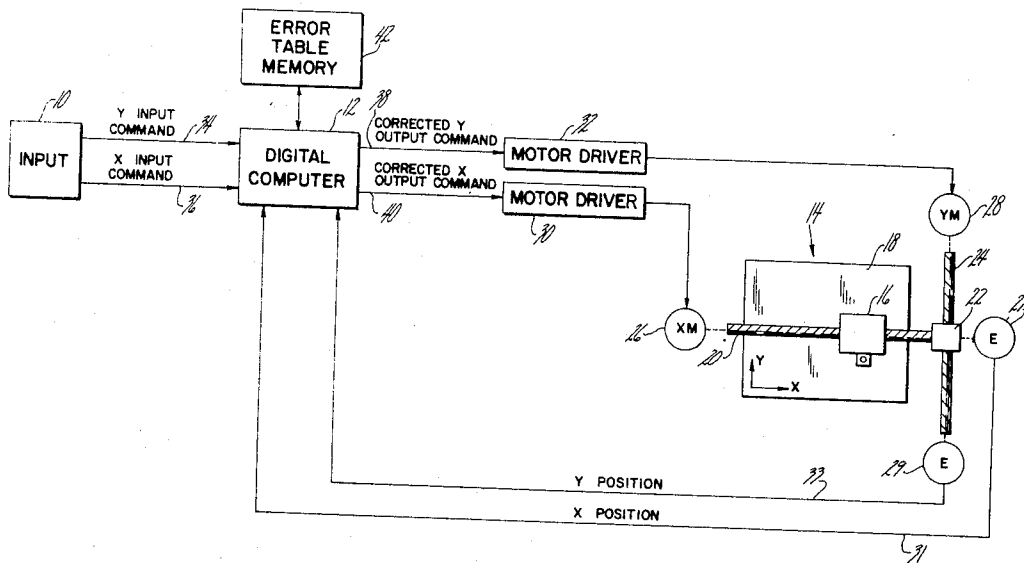 ERROR
TABLE
MEMORY
42
10
Y INPUT
COMMAND
34
X INPUT
COMMAND
36
INPUT
12
DIGITAL
COMPUTER
38
CORRECTED Y
OUTPUT COMMAND
CORRECTED X
OUTPUT COMMAND
40
32
MOTOR DRIVER
MOTOR DRIVER
30
YM
28
14
18
24
16
22
26
XM
20
Y
X
E
29
E
Y POSITION
33
X POSITION
31